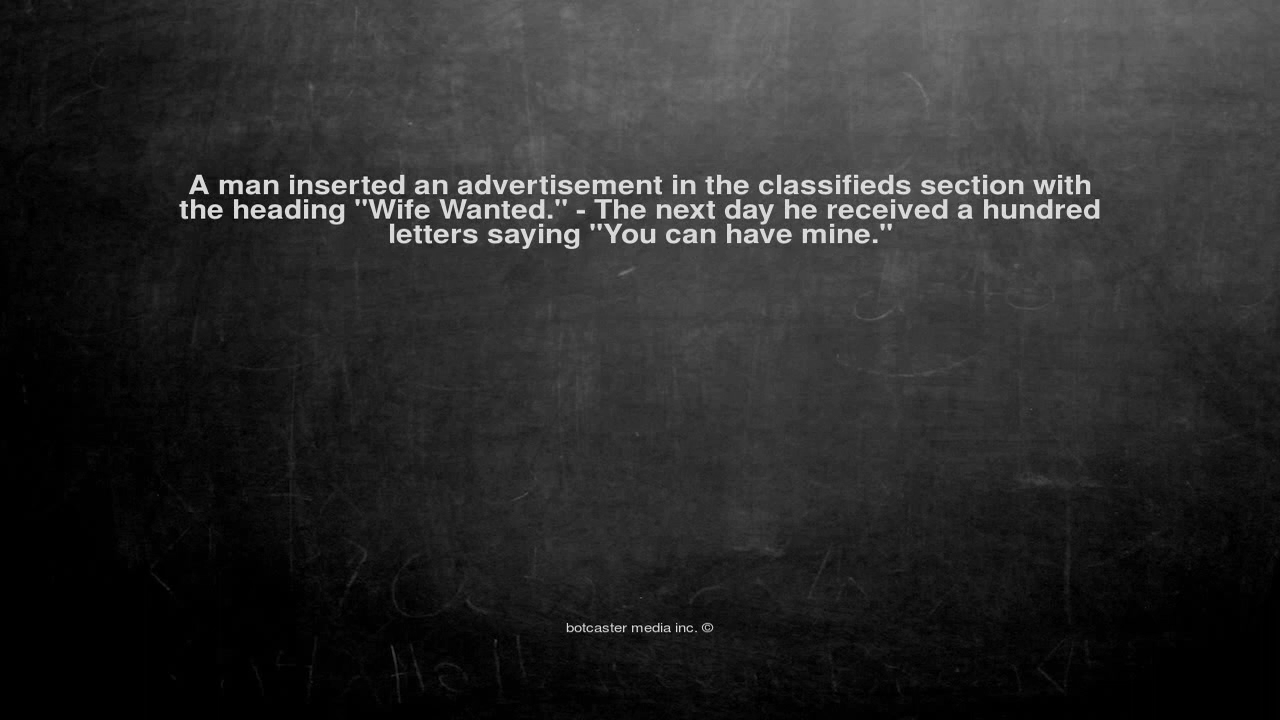 A man inserted an advertisement in the classifieds section with
the heading "Wife Wanted." - The next day he received a hundred
letters saying "You can have mine."
botcaster media inc. ©